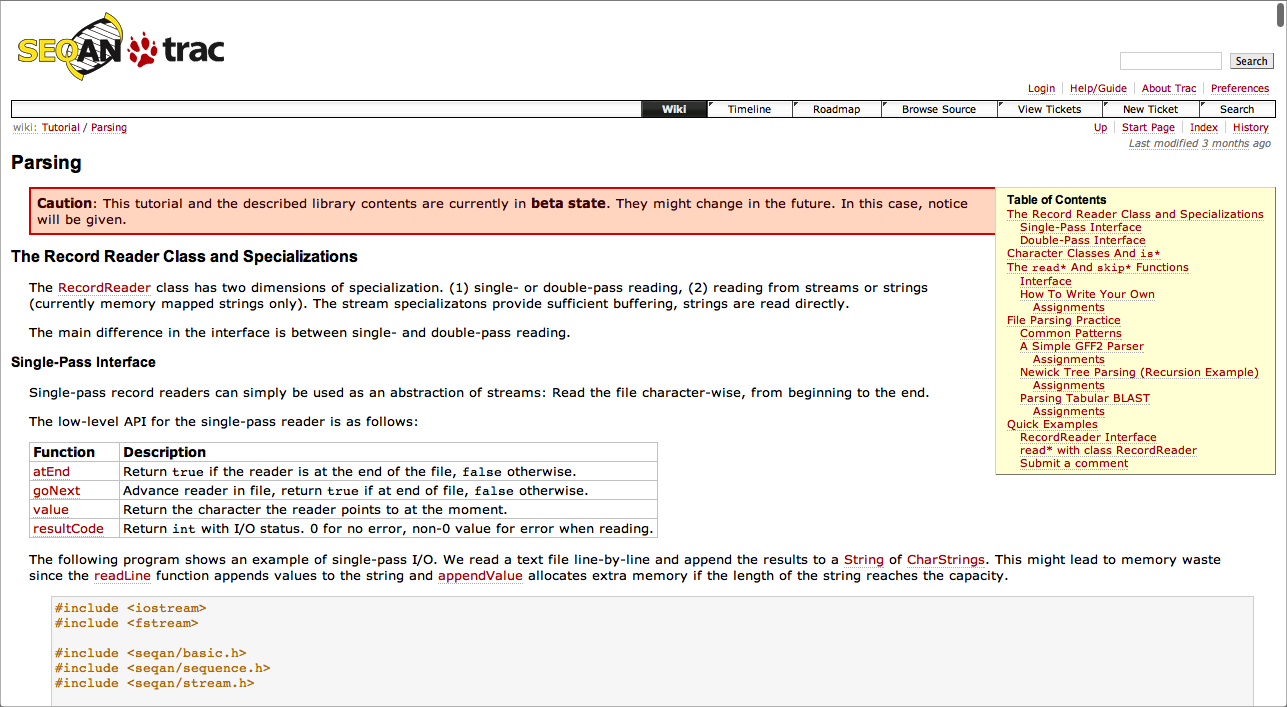 SEQAN trac
Search
Login Help/Guide About Trac Preferences
Wiki Timeline Roadmap Browse Source View Tickets New Ticket Search
wiki: Tutorial / Parsing
Up Start Page Index History
Last modified 3 months ago
Parsing
Caution: This tutorial and the described library contents are currently in beta state. They might change in the future. In this case, notice
will be given.
Table of Contents
The Record Reader Class and Specializations
Single-Pass Interface
Double-Pass Interface
Character Classes And is*
The read* And skip* Functions
Interface
How To Write Your Own
Assignments
File Parsing Practice
Common Patterns
A Simple GFF2 Parser
Assignments
Newick Tree Parsing (Recursion Example)
Assignments
Parsing Tabular BLAST
Assignments
Quick Examples
RecordReader Interface
read* with class RecordReader
Submit a comment
The Record Reader Class and Specializations
The RecordReader class has two dimensions of specialization. (1) single- or double-pass reading, (2) reading from streams or strings
(currently memory mapped strings only). The stream specializatons provide sufficient buffering, strings are read directly.
The main difference in the interface is between single- and double-pass reading.
Single-Pass Interface
Single-pass record readers can simply be used as an abstraction of streams: Read the file character-wise, from beginning to the end.
The low-level API for the single-pass reader is as follows:
Function Description
atEnd Return true if the reader is at the end of the file, false otherwise.
goNext Advance reader in file, return true if at end of file, false otherwise.
value Return the character the reader points to at the moment.
resultCode Return int with I/O status. 0 for no error, non-0 value for error when reading.
The following program shows an example of single-pass I/O. We read a text file line-by-line and append the results to a String of CharStrings. This might lead to memory waste
since the readLine function appends values to the string and appendValue allocates extra memory if the length of the string reaches the capacity.
#include <iostream>
#include <fstream>
#include <seqan/basic.h>
#include <seqan/sequence.h>
#include <seqan/stream.h>